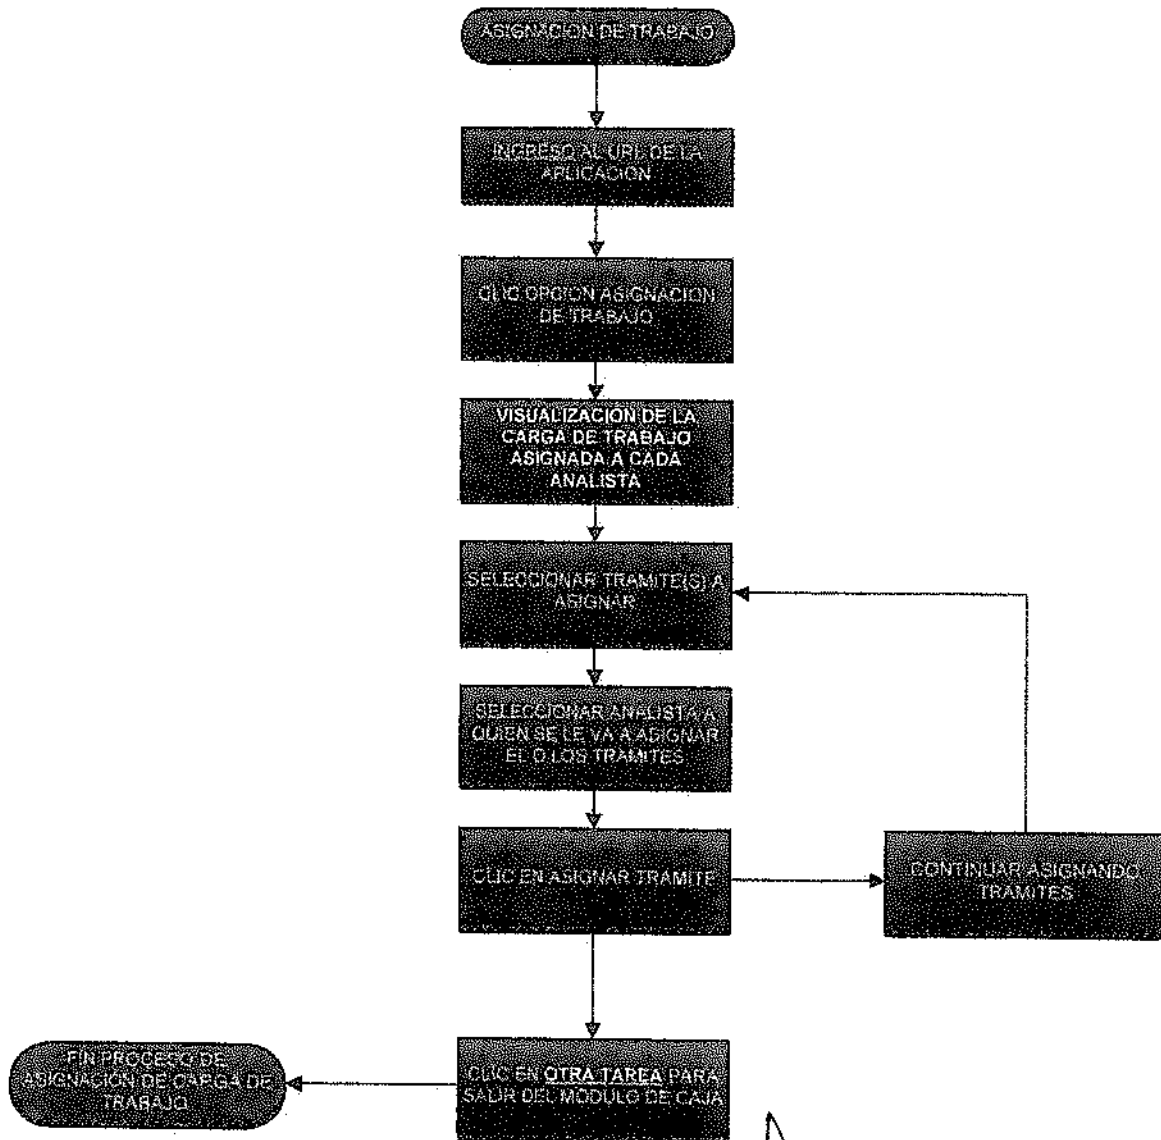 ASIGNACION DE TRABAJO
INGRESO AL URL DE LA
APLICACION
CLIC OPCION ASIGNACION
DE TRABAJO
VISUALIZACION DE LA
CARGA DE TRABAJO
ASIGNADA A CADA
ANALISTA
SELECCIONAR TRAMITE(S) A
ASIGNAR
SELECCIONAR ANALISTA A
QUIEN SE LE VA A ASIGNAR
EL O LOS TRAMITES
CLIC EN ASIGNAR TRAMITE
CONTINUAR ASIGNANDO
TRAMITES
CLIC EN OTRA TAREA PARA
SALIR DEL MODULO DE CAJA
FIN PROCESO DE
ASIGNACIÓN DE CARGA DE
TRABAJO